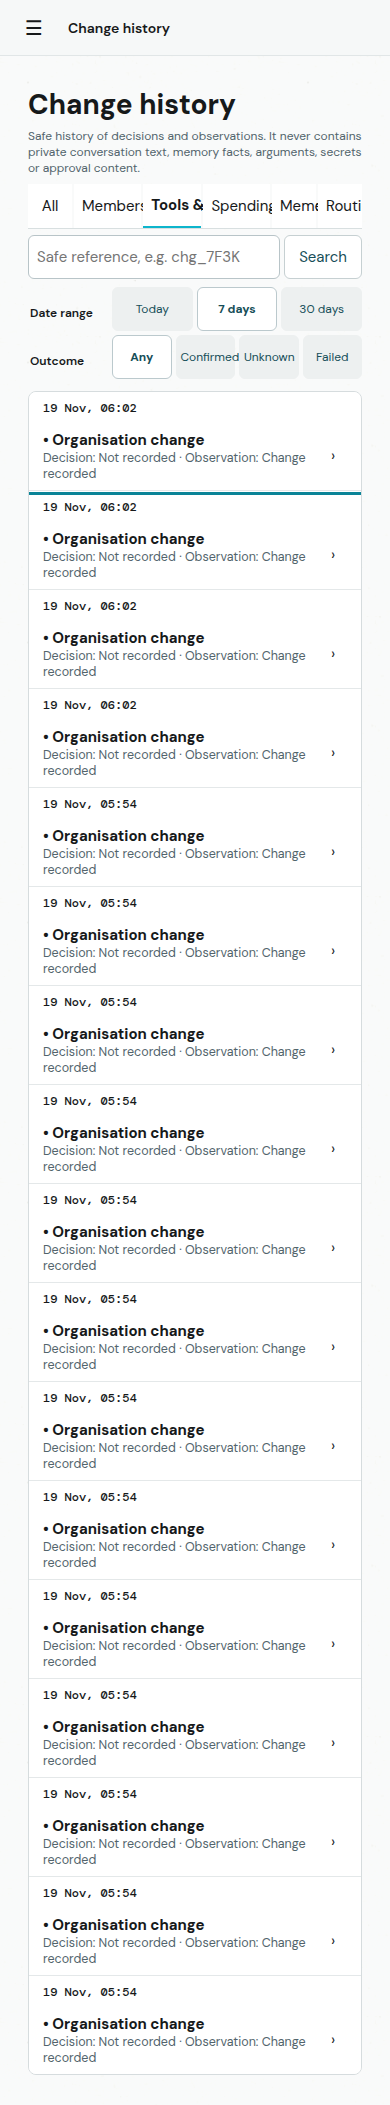 ☰ Change history
Change history
Safe history of decisions and observations. It never contains
private conversation text, memory facts, arguments, secrets
or approval content.
All Members Tools & Spending Meme Routi
Safe reference, e.g. chg_7F3K Search
Date range Today 7 days 30 days
Outcome Any Confirmed Unknown Failed
19 Nov, 06:02
• Organisation change
Decision: Not recorded · Observation: Change ›
recorded
19 Nov, 06:02
• Organisation change
Decision: Not recorded · Observation: Change ›
recorded
19 Nov, 06:02
• Organisation change
Decision: Not recorded · Observation: Change ›
recorded
19 Nov, 06:02
• Organisation change
Decision: Not recorded · Observation: Change ›
recorded
19 Nov, 05:54
• Organisation change
Decision: Not recorded · Observation: Change ›
recorded
19 Nov, 05:54
• Organisation change
Decision: Not recorded · Observation: Change ›
recorded
19 Nov, 05:54
• Organisation change
Decision: Not recorded · Observation: Change ›
recorded
19 Nov, 05:54
• Organisation change
Decision: Not recorded · Observation: Change ›
recorded
19 Nov, 05:54
• Organisation change
Decision: Not recorded · Observation: Change ›
recorded
19 Nov, 05:54
• Organisation change
Decision: Not recorded · Observation: Change ›
recorded
19 Nov, 05:54
• Organisation change
Decision: Not recorded · Observation: Change ›
recorded
19 Nov, 05:54
• Organisation change
Decision: Not recorded · Observation: Change ›
recorded
19 Nov, 05:54
• Organisation change
Decision: Not recorded · Observation: Change ›
recorded
19 Nov, 05:54
• Organisation change
Decision: Not recorded · Observation: Change ›
recorded
19 Nov, 05:54
• Organisation change
Decision: Not recorded · Observation: Change ›
recorded
19 Nov, 05:54
• Organisation change
Decision: Not recorded · Observation: Change ›
recorded
19 Nov, 05:54
• Organisation change
Decision: Not recorded · Observation: Change ›
recorded